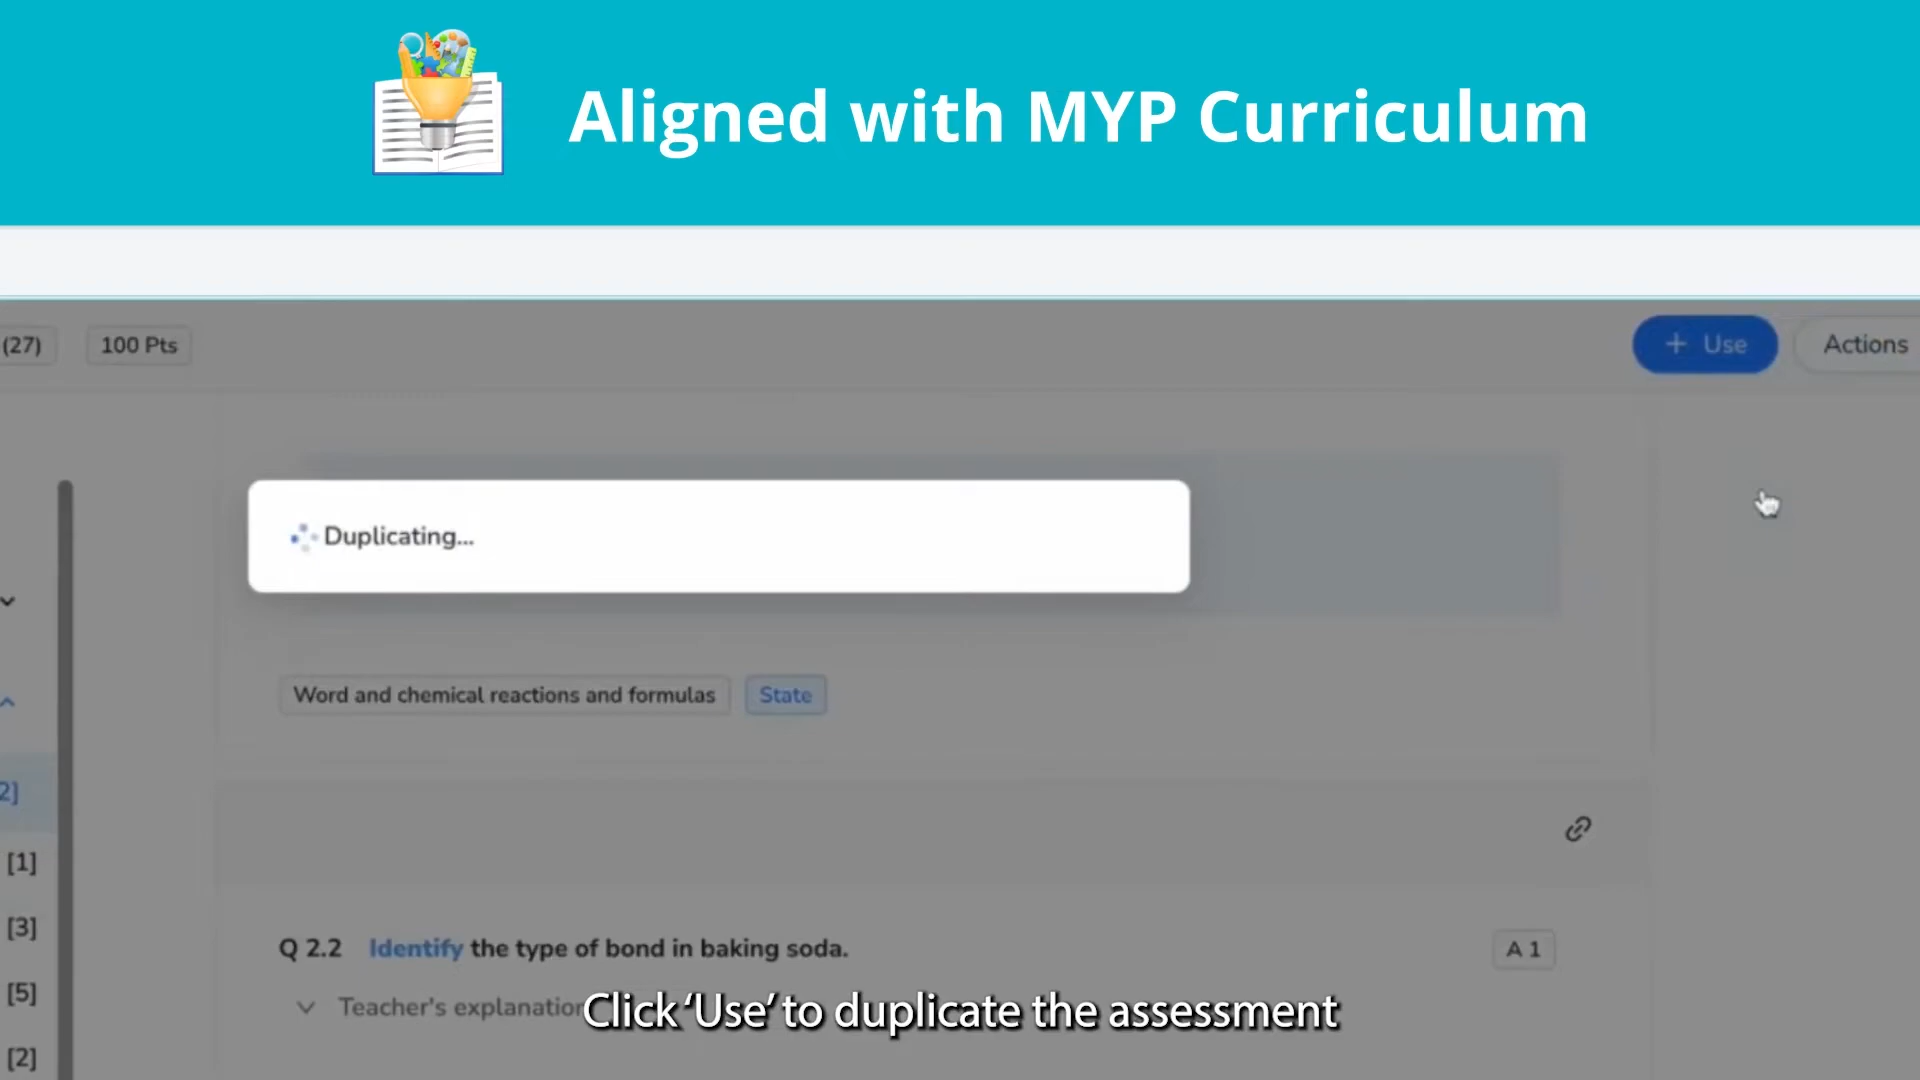 Aligned with MYP Curriculum
(27)
100 Pts
+ Use
Actions
Duplicating...
Word and chemical reactions and formulas
State
2]
[1]
[3]
[5]
[2]
Q 2.2 Identify the type of bond in baking soda.
A 1
Teacher's explanation
Click ‘Use’ to duplicate the assessment